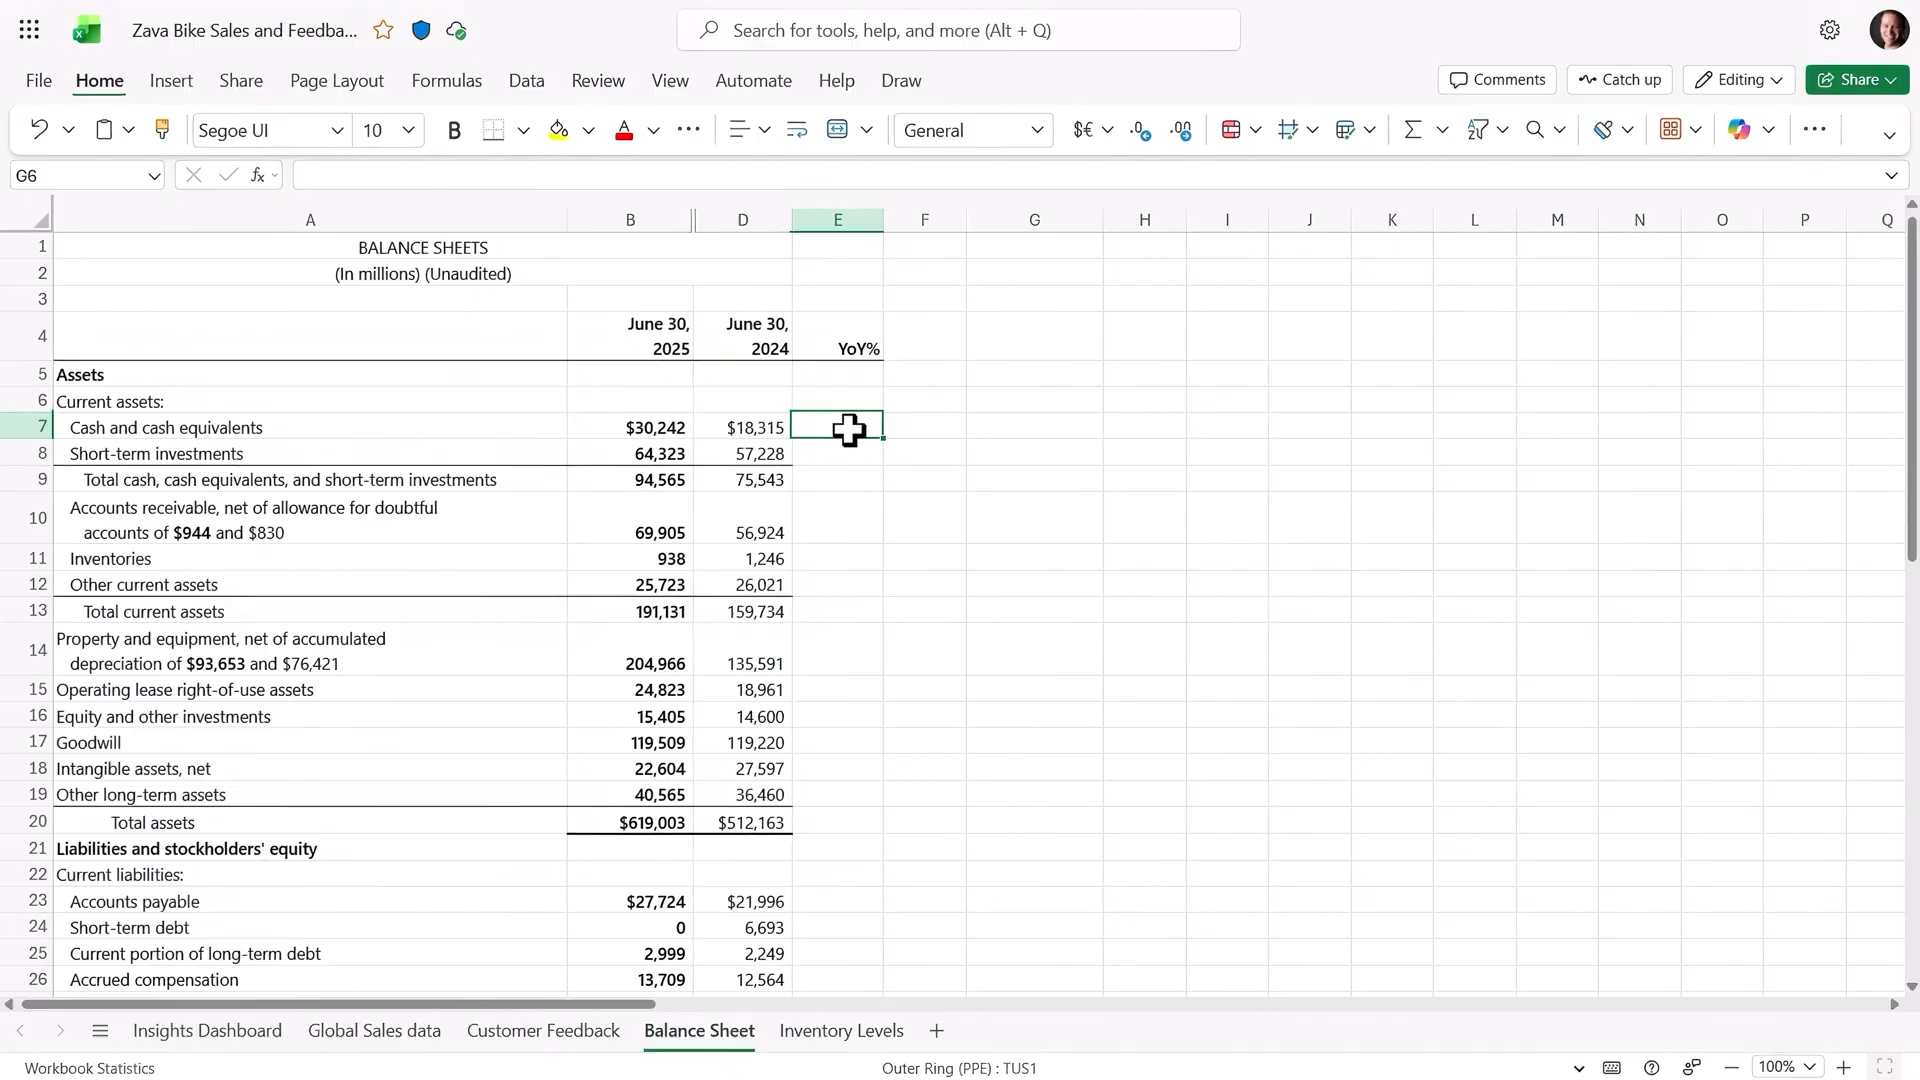 Zava Bike Sales and Feedba...
Search for tools, help, and more (Alt + Q)
File Home Insert Share Page Layout Formulas Data Review View Automate Help Draw
Comments Catch up Editing Share
Segoe UI 10 B A General $€
G6 fx
A B D E F G H I J K L M N O P Q
1 BALANCE SHEETS
2 (In millions) (Unaudited)
3
4 June 30, 2025 June 30, 2024 YoY%
5 Assets
6 Current assets:
7 Cash and cash equivalents $30,242 $18,315
8 Short-term investments 64,323 57,228
9 Total cash, cash equivalents, and short-term investments 94,565 75,543
10 Accounts receivable, net of allowance for doubtful
accounts of $944 and $830 69,905 56,924
11 Inventories 938 1,246
12 Other current assets 25,723 26,021
13 Total current assets 191,131 159,734
14 Property and equipment, net of accumulated
depreciation of $93,653 and $76,421 204,966 135,591
15 Operating lease right-of-use assets 24,823 18,961
16 Equity and other investments 15,405 14,600
17 Goodwill 119,509 119,220
18 Intangible assets, net 22,604 27,597
19 Other long-term assets 40,565 36,460
20 Total assets $619,003 $512,163
21 Liabilities and stockholders' equity
22 Current liabilities:
23 Accounts payable $27,724 $21,996
24 Short-term debt 0 6,693
25 Current portion of long-term debt 2,999 2,249
26 Accrued compensation 13,709 12,564
Insights Dashboard Global Sales data Customer Feedback Balance Sheet Inventory Levels
Workbook Statistics Outer Ring (PPE) : TUS1 100%